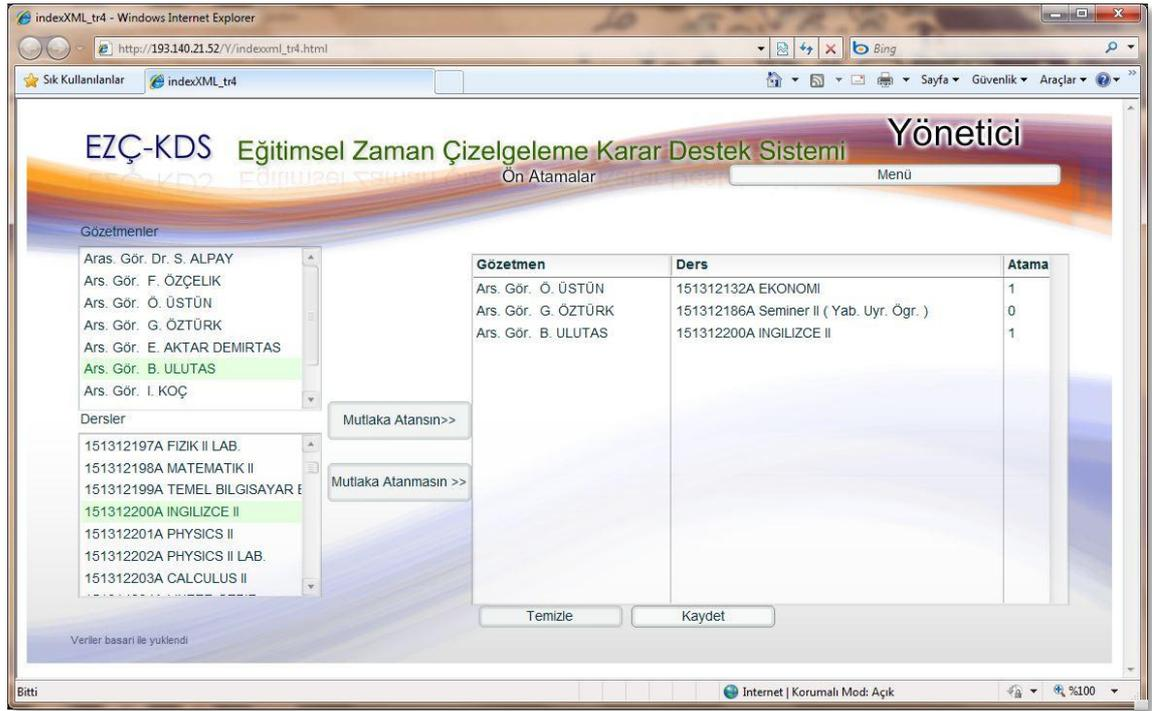 indexXML_tr4 - Windows Internet Explorer
http://193.140.21.52/Y/indexxml_tr4.html
Bing
Sık Kullanılanlar
indexXML_tr4
Sayfa
Güvenlik
Araçlar
EZÇ-KDS
Eğitimsel Zaman Çizelgeleme Karar Destek Sistemi
Yönetici
Ön Atamalar
Menü
Gözetmenler
Aras. Gör. Dr. S. ALPAY
Ars. Gör. F. ÖZÇELIK
Ars. Gör. Ö. ÜSTÜN
Ars. Gör. G. ÖZTÜRK
Ars. Gör. E. AKTAR DEMIRTAS
Ars. Gör. B. ULUTAS
Ars. Gör. I. KOÇ
Dersler
151312197A FIZIK II LAB.
151312198A MATEMATIK II
151312199A TEMEL BILGISAYAR
151312200A INGILIZCE II
151312201A PHYSICS II
151312202A PHYSICS II LAB.
151312203A CALCULUS II
Mutlaka Atansın>>
Mutlaka Atanmasın >>
Gözetmen Ders Atama
Ars. Gör. Ö. ÜSTÜN 151312132A EKONOMI 1
Ars. Gör. G. ÖZTÜRK 151312186A Seminer II ( Yab. Uyr. Ögr. ) 0
Ars. Gör. B. ULUTAS 151312200A INGILIZCE II 1
Temizle
Kaydet
Veriler basari ile yuklendi
Bitti
Internet | Korumalı Mod: Açık
%100